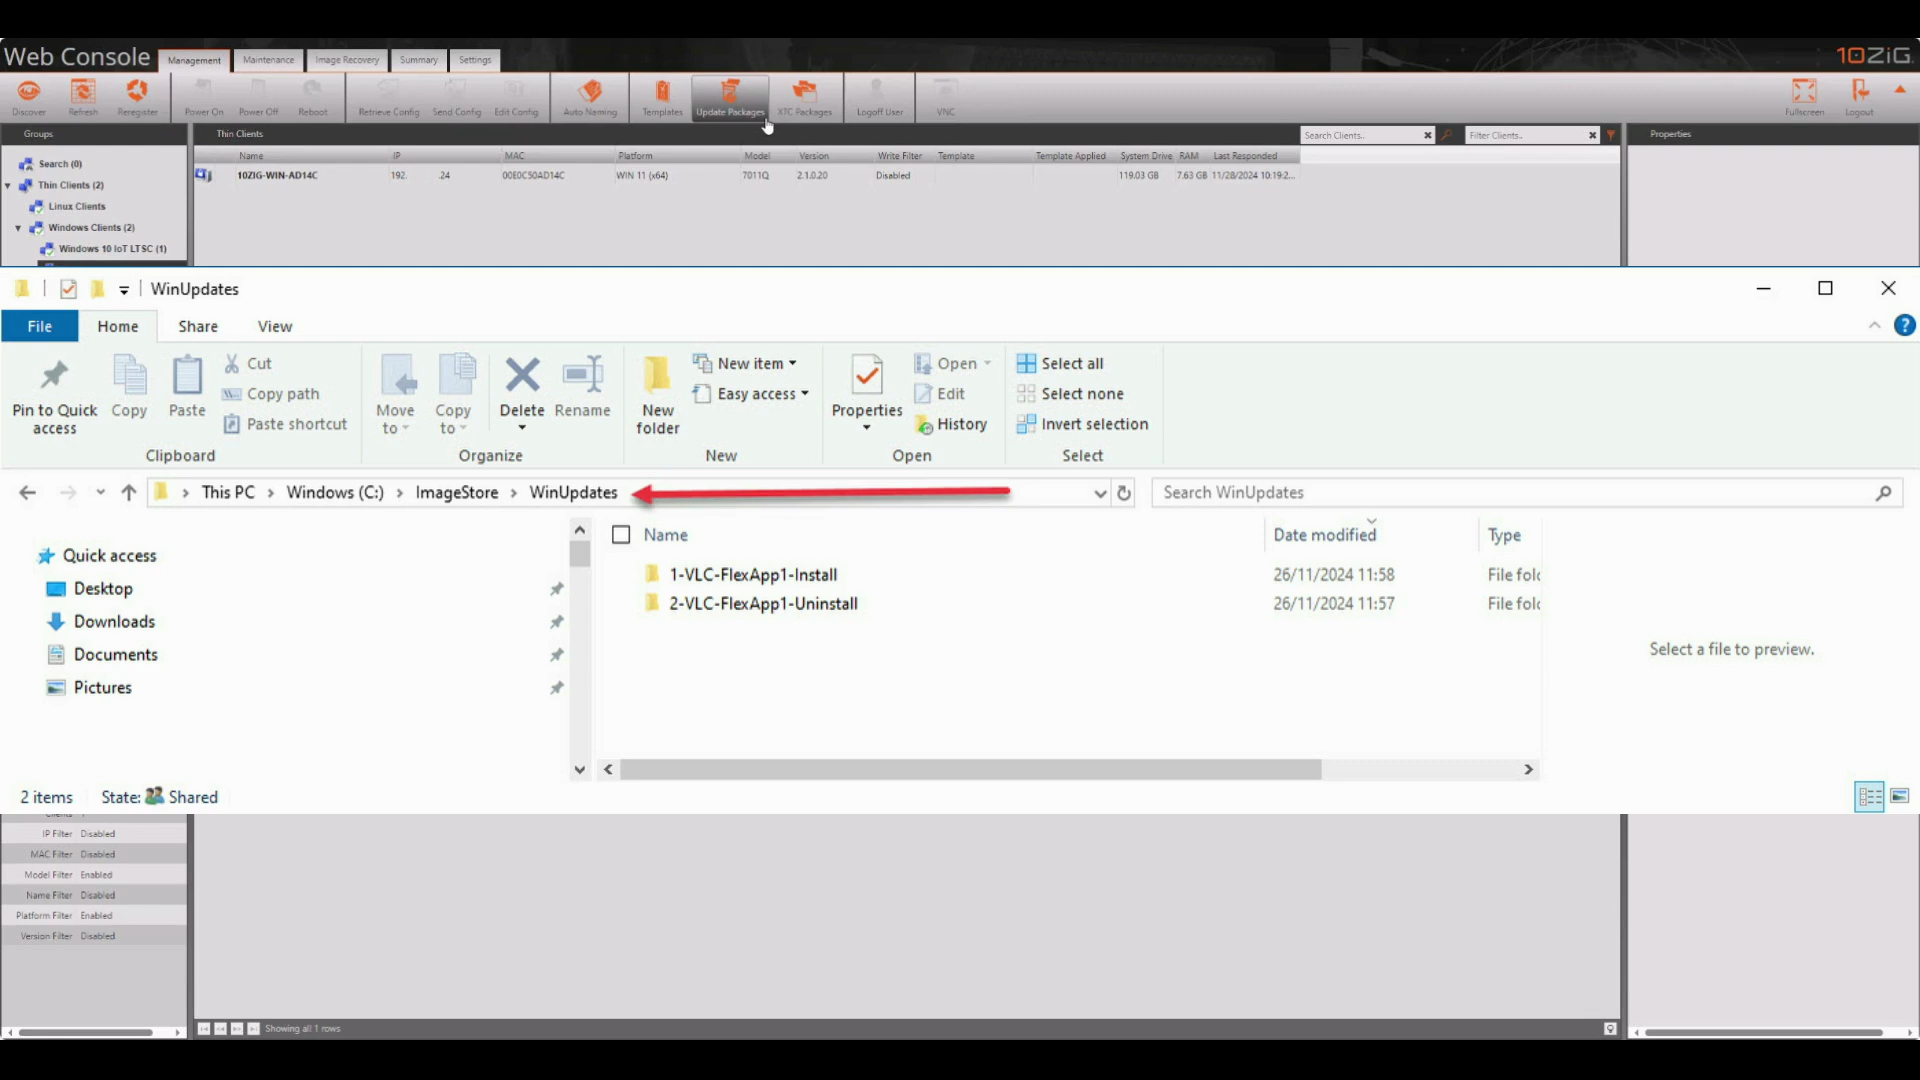 Web Console
Management
Maintenance
Image Recovery
Summary
Settings
10ZiG.
Discover
Refresh
Reregister
Power On
Power Off
Reboot
Retrieve Config
Send Config
Edit Config
Auto Naming
Templates
Update Packages
XTC Packages
Logoff User
VNC
Fullscreen
Logout
Groups
Thin Clients
Search Clients..
Filter Clients..
Properties
Name IP MAC Platform Model Version Write Filter Template Template Applied System Drive RAM Last Responded
10ZIG-WIN-AD14C 192. .24 00E0C50AD14C WIN 11 (x64) 7011Q 2.1.0.20 Disabled 119.03 GB 7.63 GB 11/28/2024 10:19:2...
Search (0)
Thin Clients (2)
Linux Clients
Windows Clients (2)
Windows 10 IoT LTSC (1)
WinUpdates
File Home Share View
Pin to Quick access
Copy
Paste
Cut
Copy path
Paste shortcut
Clipboard
Move to
Copy to
Delete
Rename
Organize
New folder
New item
Easy access
New
Properties
Open
Edit
History
Open
Select all
Select none
Invert selection
Select
This PC > Windows (C:) > ImageStore > WinUpdates
Search WinUpdates
Quick access
Desktop
Downloads
Documents
Pictures
Name Date modified Type
1-VLC-FlexApp1-Install 26/11/2024 11:58 File fol
2-VLC-FlexApp1-Uninstall 26/11/2024 11:57 File fol
Select a file to preview.
2 items State: Shared
IP Filter Disabled
MAC Filter Disabled
Model Filter Enabled
Name Filter Disabled
Platform Filter Enabled
Version Filter Disabled
Showing all 1 rows